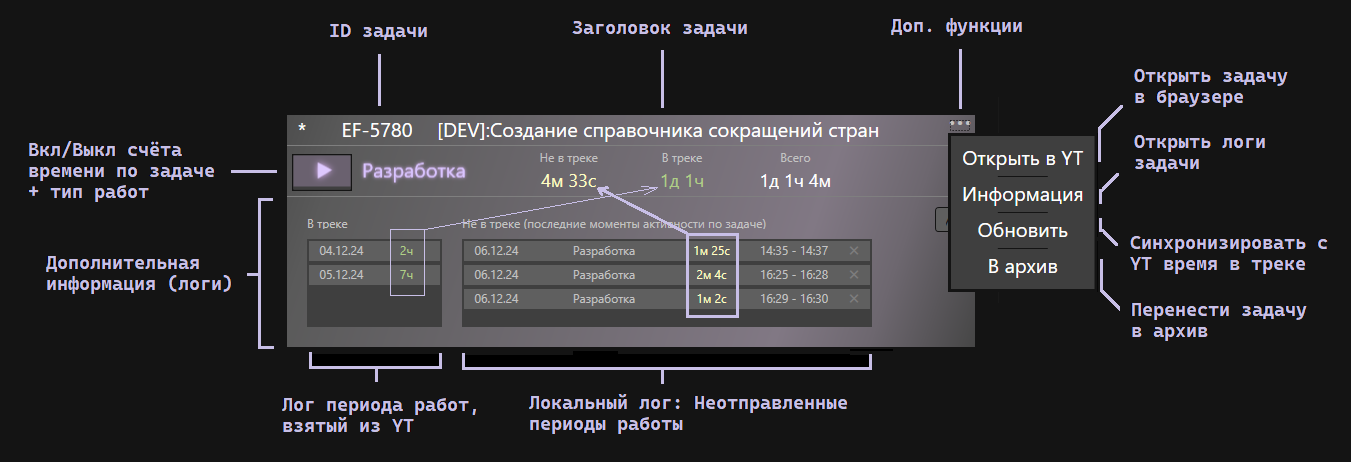 ID задачи
Заголовок задачи
Доп. функции
Открыть задачу
в браузере
* EF-5780 [DEV]:Создание справочника сокращений стран
Открыть логи
задачи
Вкл/Выкл счёта
времени по задаче
+ тип работ
Разработка
Не в треке
4м 33с
В треке
1д 1ч
Всего
1д 1ч 4м
Открыть в YT
Информация
Обновить
В архив
Синхронизировать с
YT время в треке
Перенести задачу
в архив
Дополнительная
информация (логи)
В треке
04.12.24 2ч
05.12.24 7ч
Не в треке (последние моменты активности по задаче)
06.12.24 Разработка 1м 25с 14:35 - 14:37 ×
06.12.24 Разработка 2м 4с 16:25 - 16:28 ×
06.12.24 Разработка 1м 2с 16:29 - 16:30 ×
Лог периода работ,
взятый из YT
Локальный лог: Неотправленные
периоды работы